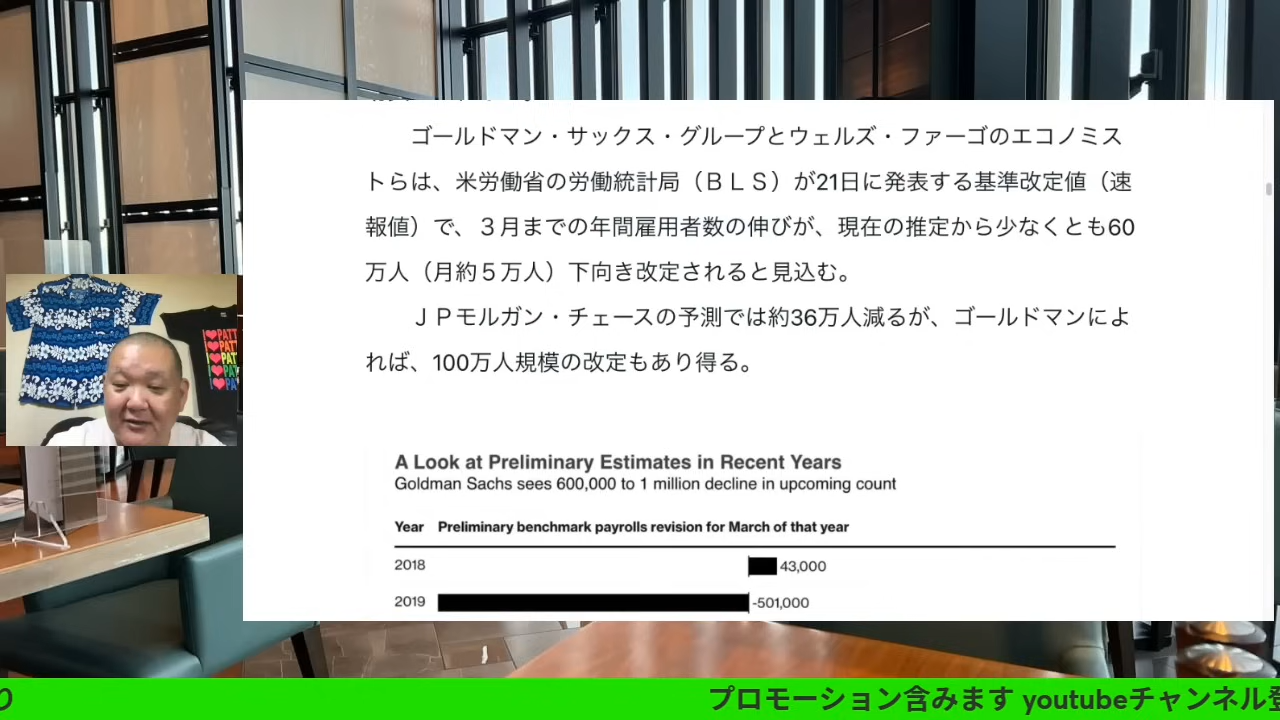 ゴールドマン・サックス・グループとウェルズ・ファーゴのエコノミス
トらは、米労働省の労働統計局（ＢＬＳ）が21日に発表する基準改定値（速
報値）で、３月までの年間雇用者数の伸びが、現在の推定から少なくとも60
万人（月約５万人）下向き改定されると見込む。
ＪＰモルガン・チェースの予測では約36万人減るが、ゴールドマンによ
れば、100万人規模の改定もあり得る。
A Look at Preliminary Estimates in Recent Years
Goldman Sachs sees 600,000 to 1 million decline in upcoming count
Year Preliminary benchmark payrolls revision for March of that year
2018 43,000
2019 -501,000
PATT
PAT
PAT
PA
PA
り プロモーション含みます youtubeチャンネル登